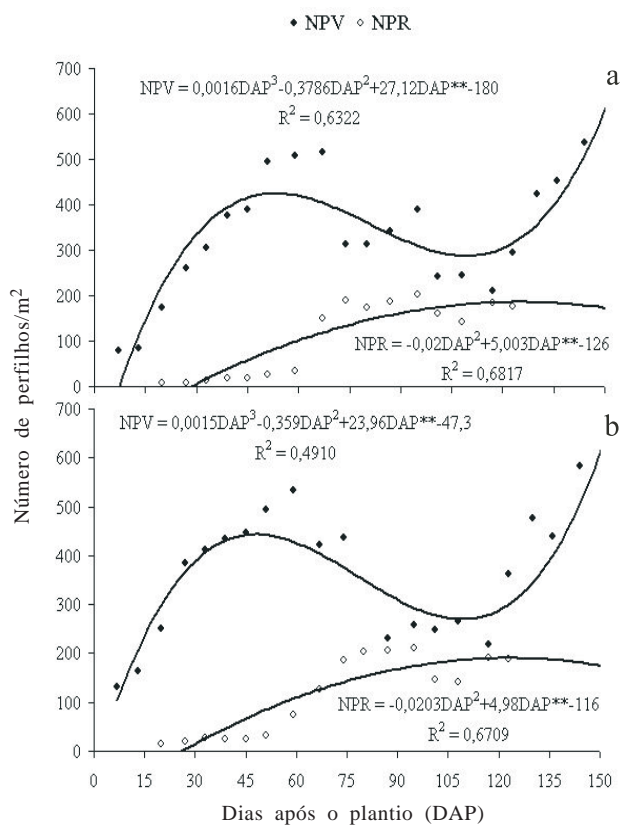 NPV NPR
a
NPV = 0,0016DAP³-0,3786DAP²+27,12DAP**-180
R² = 0,6322
700
600
500
400
300
200
100
0
NPR = -0,02DAP²+5,003DAP**-126
R² = 0,6817
Número de perfilhos/m²
b
NPV = 0,0015DAP³-0,359DAP²+23,96DAP**-47,3
R² = 0,4910
700
600
500
400
300
200
100
0
NPR = -0,0203DAP²+4,98DAP**-116
R² = 0,6709
0 15 30 45 60 75 90 105 120 135 150
Dias após o plantio (DAP)